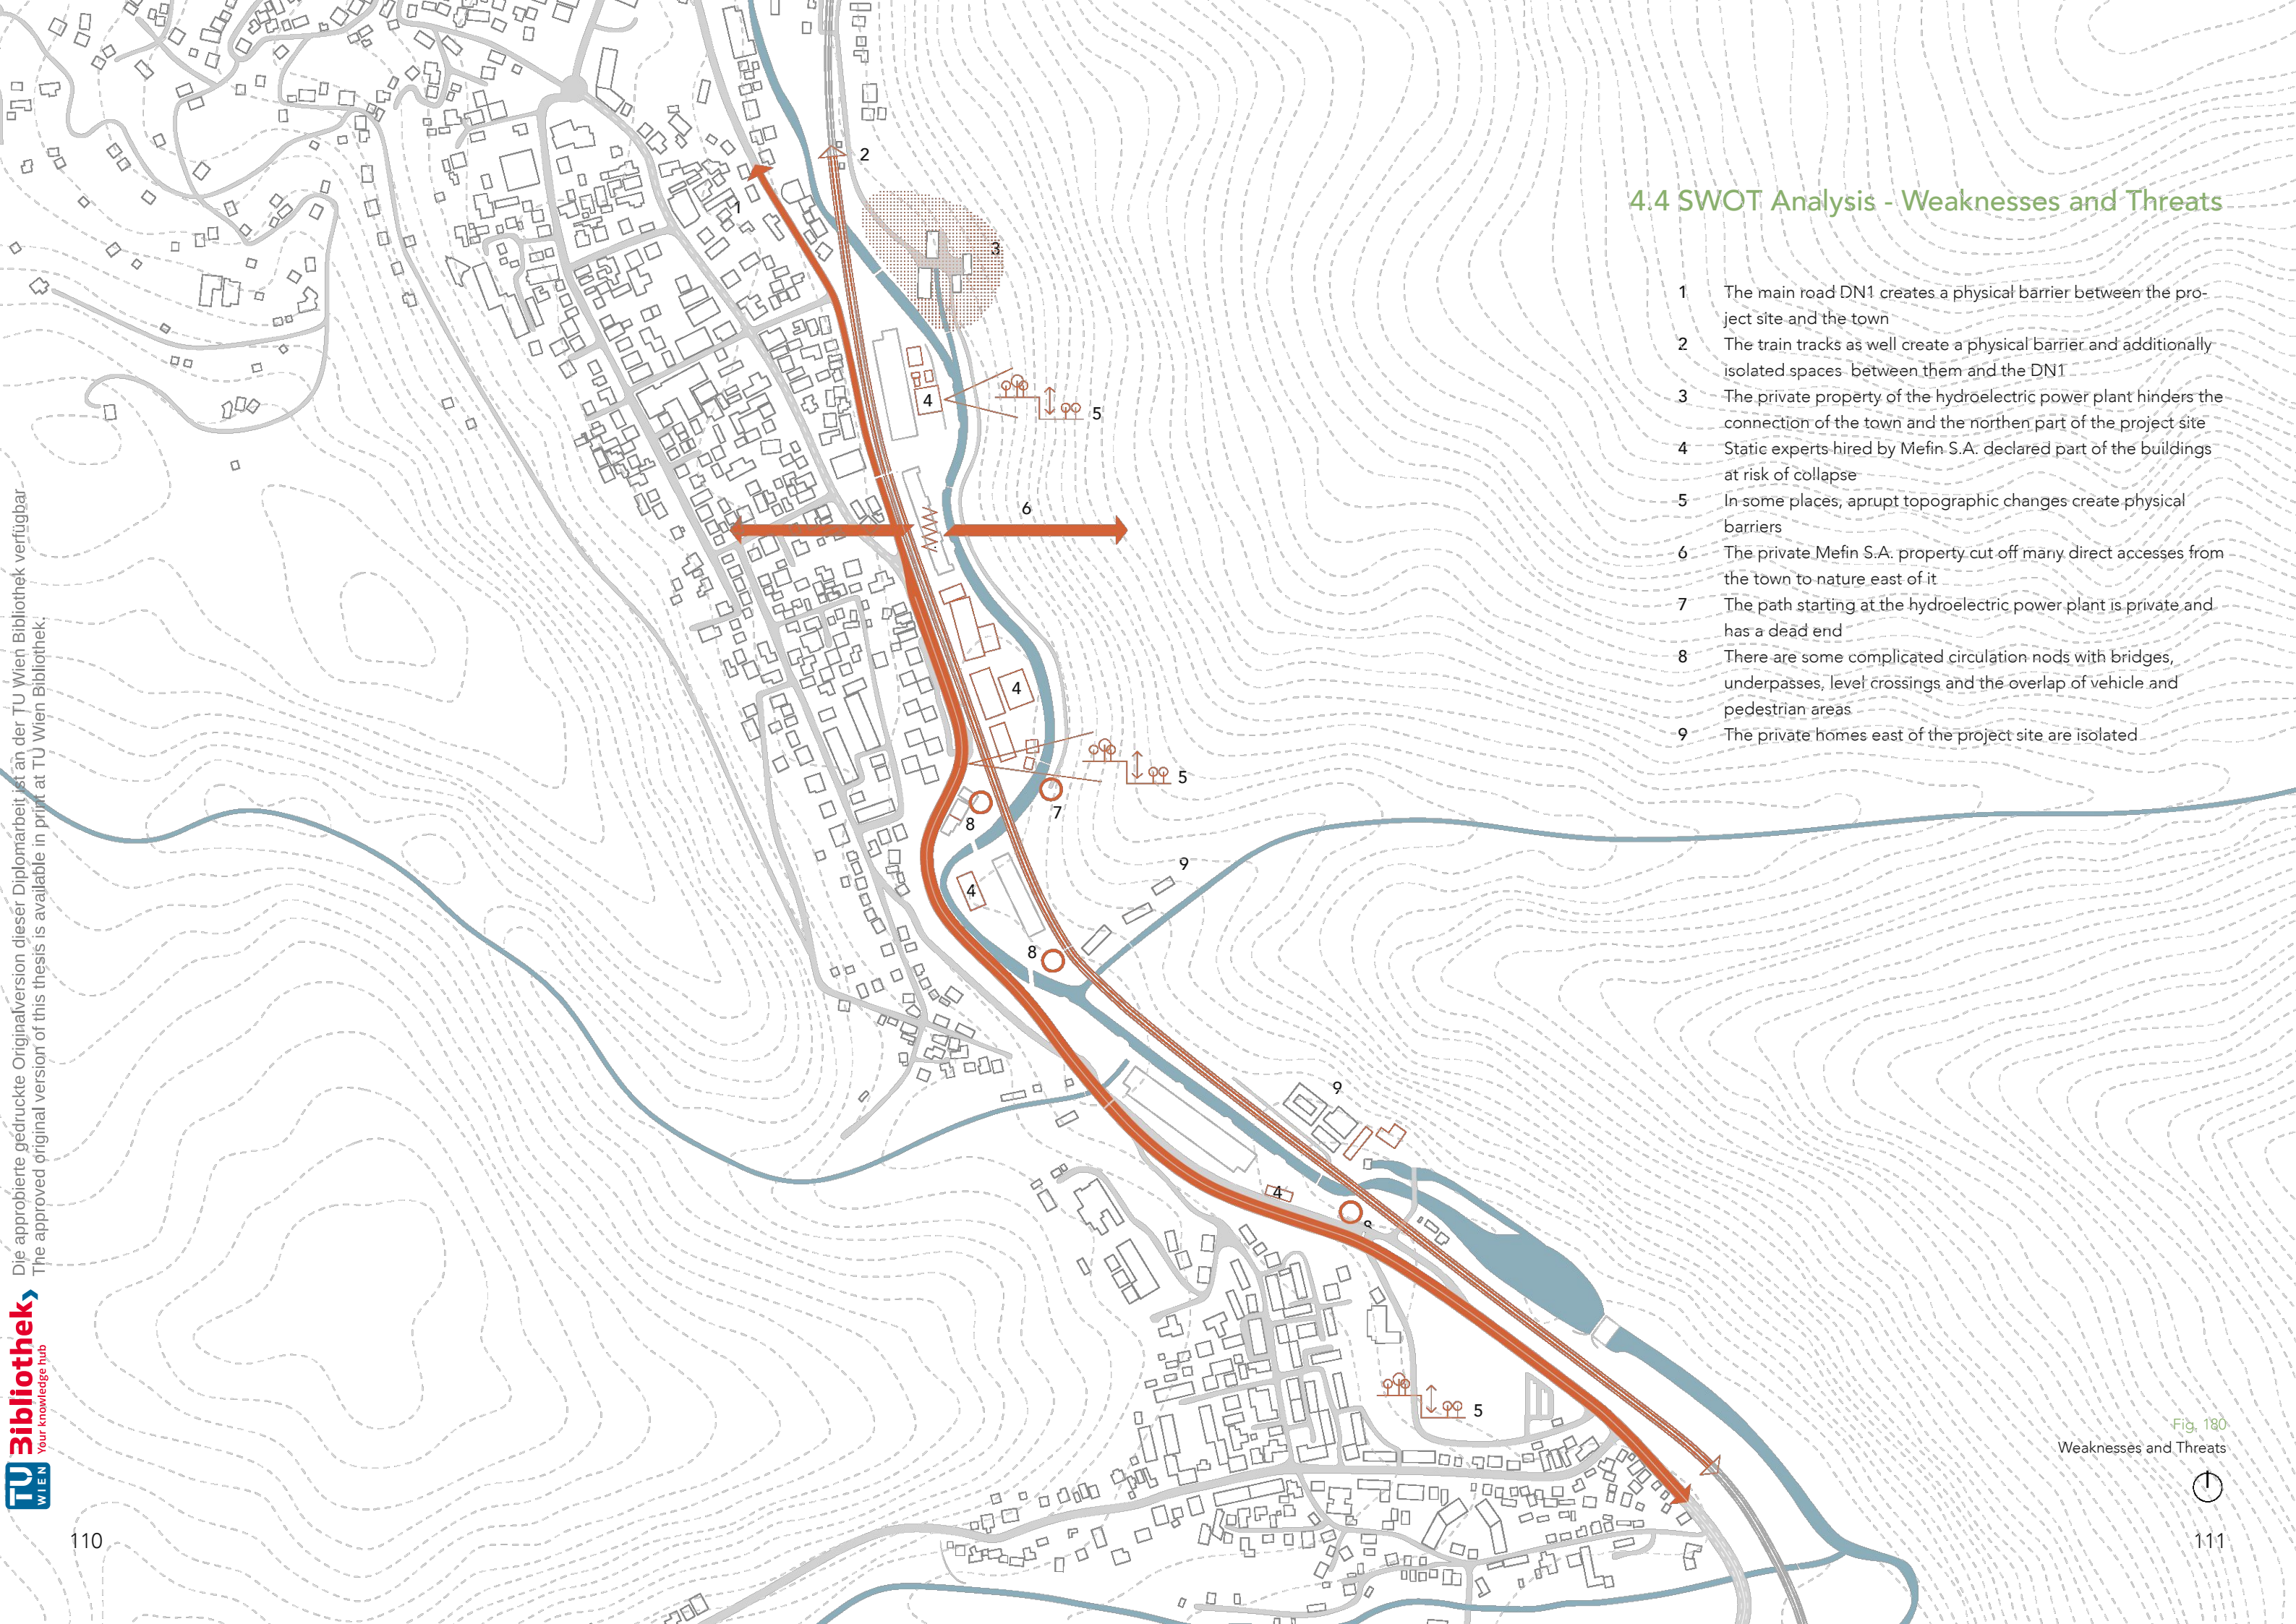 4.4 SWOT Analysis - Weaknesses and Threats
1 The main road DN1 creates a physical barrier between the pro-
ject site and the town
2 The train tracks as well create a physical barrier and additionally
isolated spaces between them and the DN1
3 The private property of the hydroelectric power plant hinders the
connection of the town and the northen part of the project site
4 Static experts hired by Mefin S.A. declared part of the buildings
at risk of collapse
5 In some places, aprupt topographic changes create physical
barriers
6 The private Mefin S.A. property cut off many direct accesses from
the town to nature east of it
7 The path starting at the hydroelectric power plant is private and
has a dead end
8 There are some complicated circulation nods with bridges,
underpasses, level crossings and the overlap of vehicle and
pedestrian areas
9 The private homes east of the project site are isolated
2
1
3
4
5
6
4
5
7
8
9
4
8
9
4
8
5
Fig. 180
Weaknesses and Threats
110
111
Die approbierte gedruckte Originalversion dieser Diplomarbeit ist an der TU Wien Bibliothek verfügbar
The approved original version of this thesis is available in print at TU Wien Bibliothek.
Bibliothek
Your knowledge hub
TU
WIEN